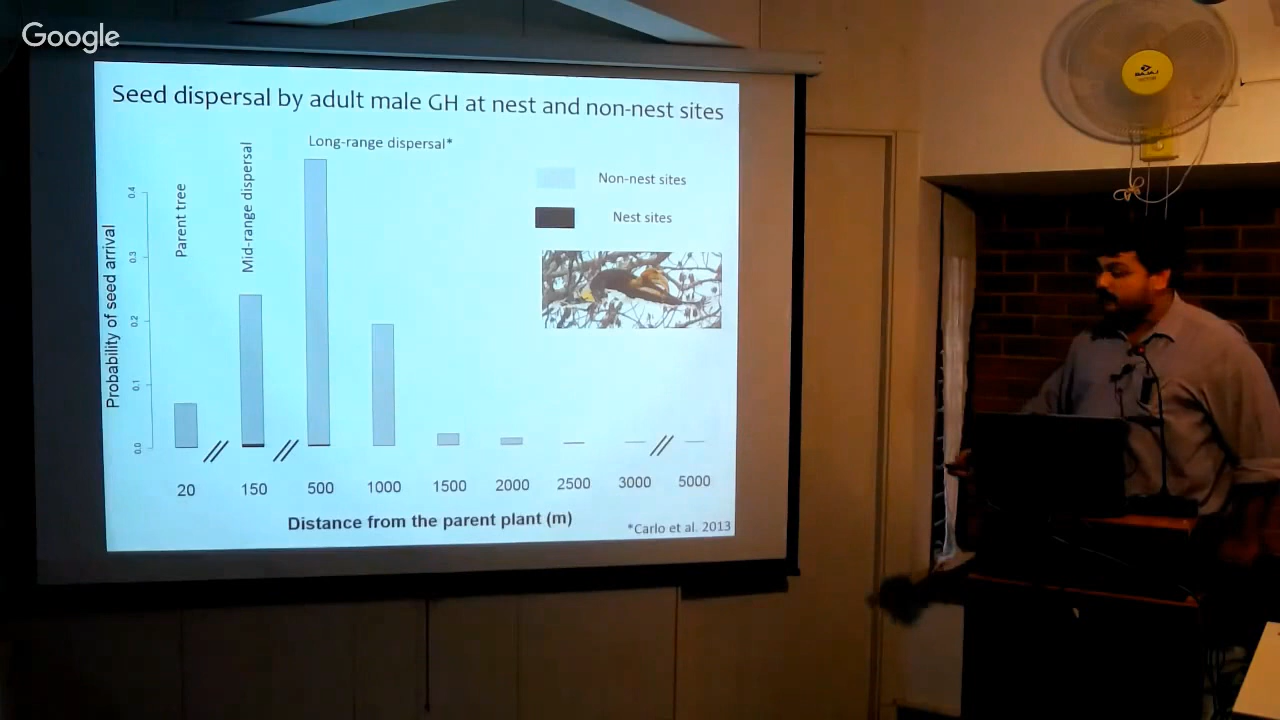 Google
Seed dispersal by adult male GH at nest and non-nest sites
Long-range dispersal*
Mid-range dispersal
Parent tree
Non-nest sites
Nest sites
Probability of seed arrival
0.4
0.3
0.2
0.1
0.0
20 150 500 1000 1500 2000 2500 3000 5000
Distance from the parent plant (m)
*Carlo et al. 2013
BAJAJ